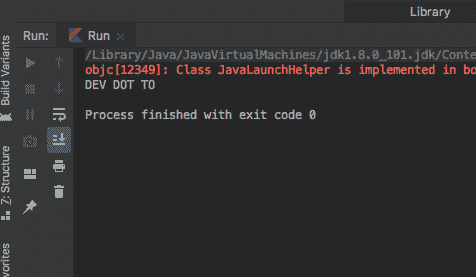 Library
Run: Run ×
/Library/Java/JavaVirtualMachines/jdk1.8.0_101.jdk/Conte
objc[12349]: Class JavaLaunchHelper is implemented in bo
DEV DOT TO
Process finished with exit code 0
Build Variants
7: Structure
vorites